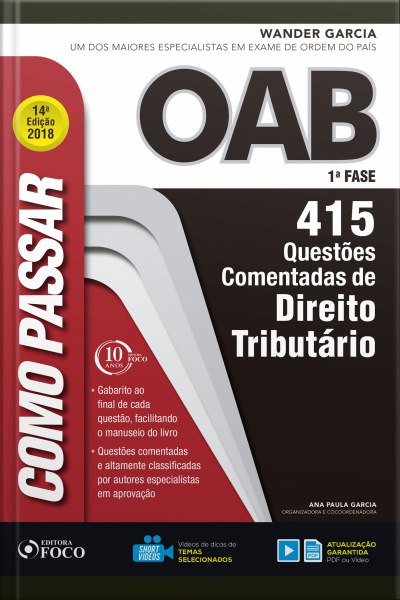 WANDER GARCIA
UM DOS MAIORES ESPECIALISTAS EM EXAME DE ORDEM DO PAÍS
14ª
Edição
2018
OAB
1ª FASE
COMO PASSAR
415
Questões
Comentadas de
Direito
Tributário
10
ANOS
EDITORA
FOCO
* Gabarito ao
final de cada
questão, facilitando
o manuseio do livro
* Questões comentadas
e altamente classificadas
por autores especialistas
em aprovação
ANA PAULA GARCIA
ORGANIZADORA E COCOORDENADORA
EDITORA
FOCO
SHORT
VIDEOS
Vídeos de dicas de
TEMAS
SELECIONADOS
PDF
ATUALIZAÇÃO
GARANTIDA
PDF ou Vídeo